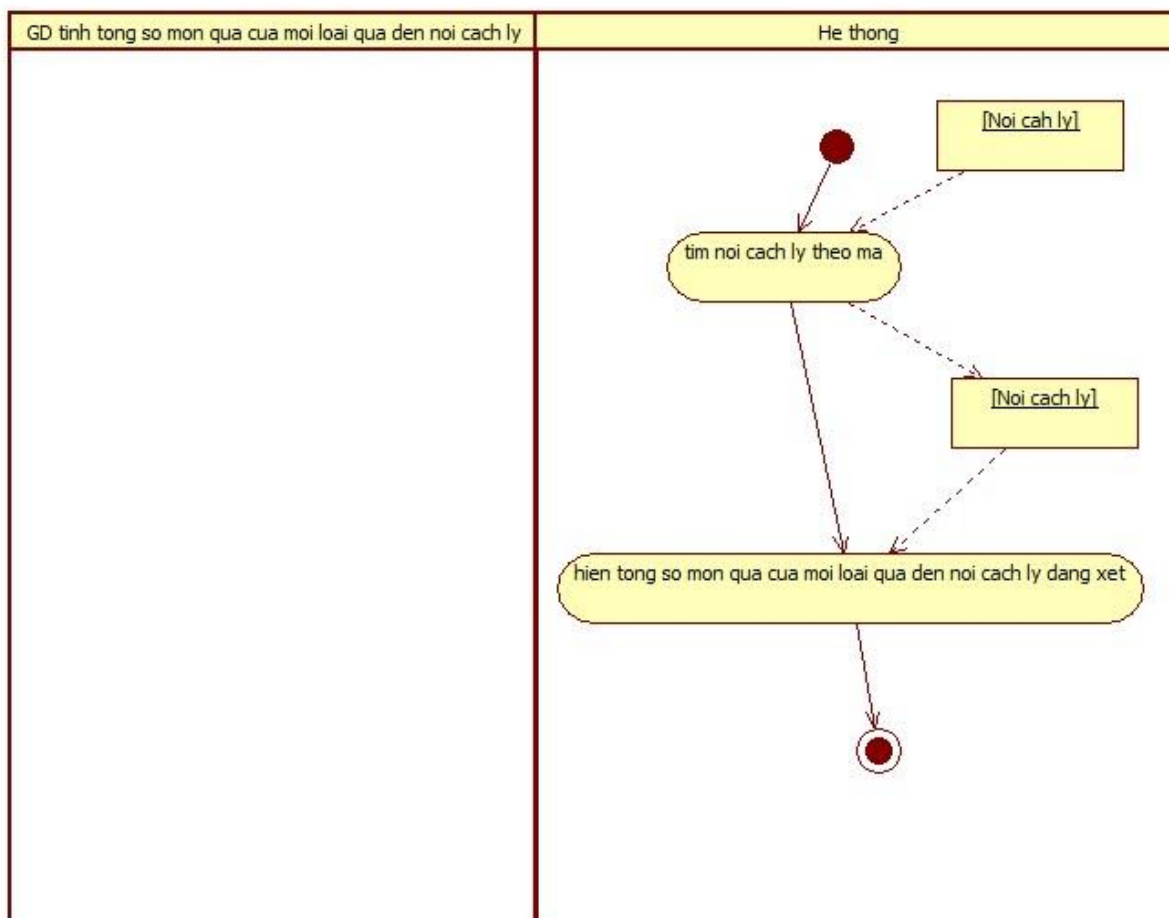 GD tinh tong so mon qua cua moi loai qua den noi cach ly
He thong
[Noi cah ly]
tim noi cach ly theo ma
[Noi cach ly]
hien tong so mon qua cua moi loai qua den noi cach ly dang xet